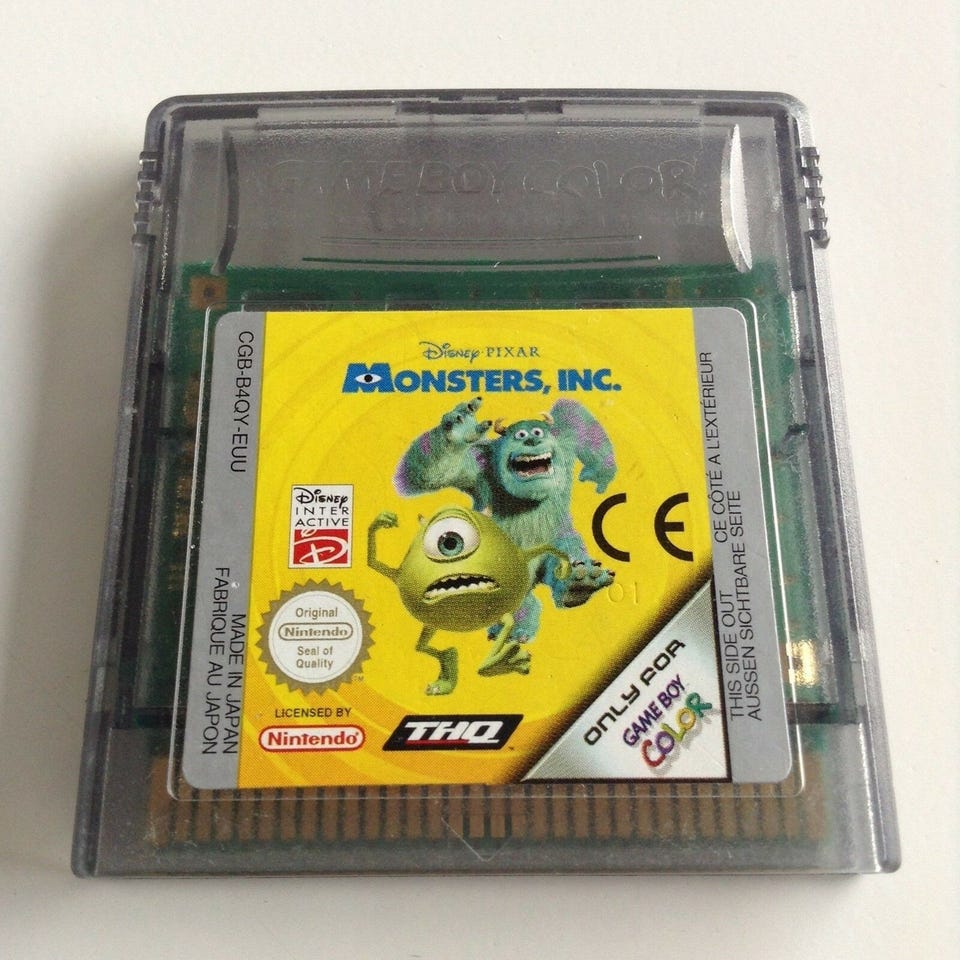 GAME BOY COLOR
CGB-B4QY-EUU
Disney·PIXAR
MONSTERS, INC.
Disney
INTER
ACTIVE
D
CE
01
Original
Nintendo
Seal of
Quality
TM
LICENSED BY
Nintendo
THQ
ONLY FOR
GAME BOY
COLOR
MADE IN JAPAN
FABRIQUE AU JAPON
THIS SIDE OUT CE CÔTÉ A L'EXTÉRIEUR
AUSSEN SICHTBARE SEITE